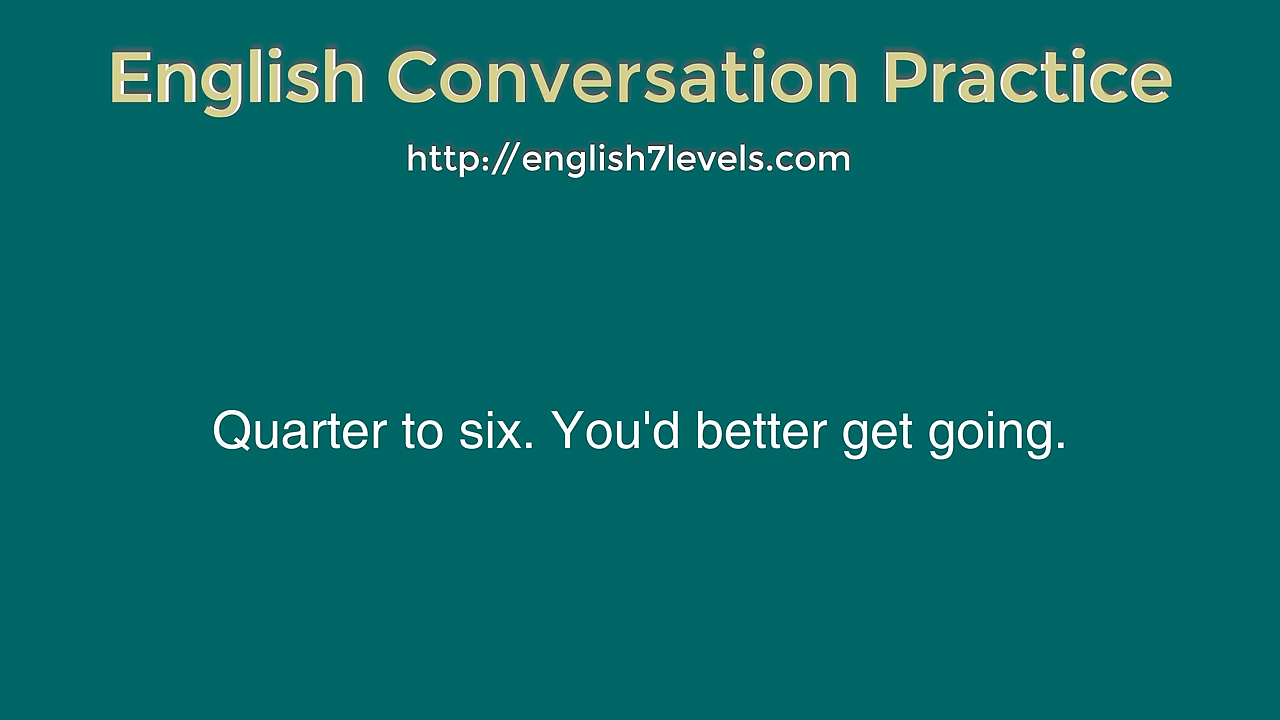 English Conversation Practice
http://english7levels.com
Quarter to six. You'd better get going.